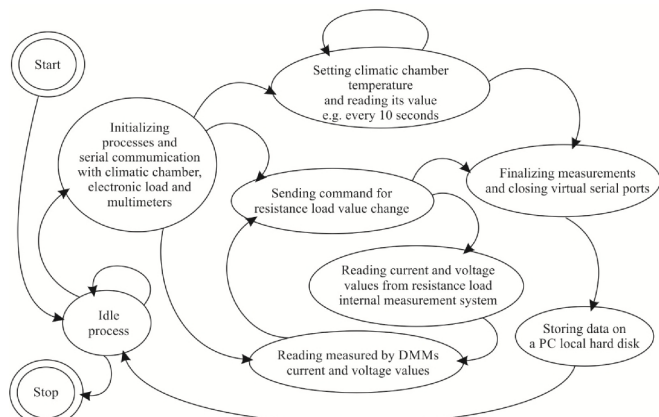 Start
Setting climatic chamber
temperature
and reading its value
e.g. every 10 seconds
Initializing
processes and
serial communication
with climatic chamber,
electronic load and
multimeters
Sending command for
resistance load value change
Finalizing measurements
and closing virtual serial ports
Reading current and voltage
values from resistance load
internal measurement system
Idle
process
Storing data on
a PC local hard disk
Reading measured by DMMs
current and voltage values
Stop